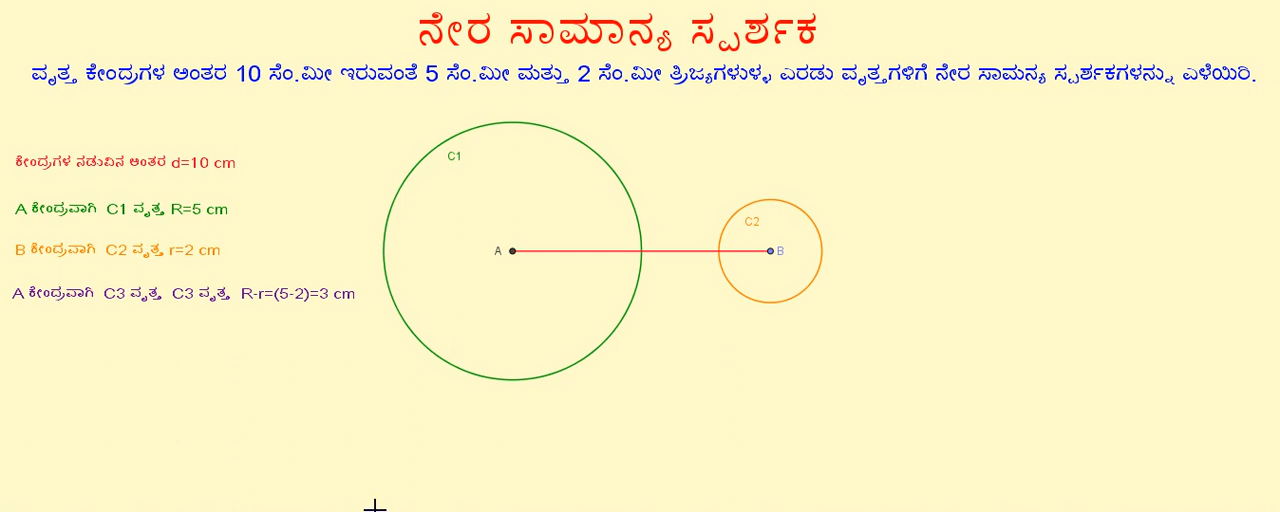 ನೇರ ಸಾಮಾನ್ಯ ಸ್ಪರ್ಶಕ
ವೃತ್ತ ಕೇಂದ್ರಗಳ ಅಂತರ 10 ಸೆಂ.ಮೀ ಇರುವಂತೆ 5 ಸೆಂ.ಮೀ ಮತ್ತು 2 ಸೆಂ.ಮೀ ತ್ರಿಜ್ಯಗಳುಳ್ಳ ಎರಡು ವೃತ್ತಗಳಿಗೆ ನೇರ ಸಾಮನ್ಯ ಸ್ಪರ್ಶಕಗಳನ್ನು ಎಳೆಯಿರಿ.
ಕೇಂದ್ರಗಳ ನಡುವಿನ ಅಂತರ d=10 cm
A ಕೇಂದ್ರವಾಗಿ C1 ವೃತ್ತ R=5 cm
B ಕೇಂದ್ರವಾಗಿ C2 ವೃತ್ತ r=2 cm
A ಕೇಂದ್ರವಾಗಿ C3 ವೃತ್ತ C3 ವೃತ್ತ R-r=(5-2)=3 cm
C1
C2
A
B